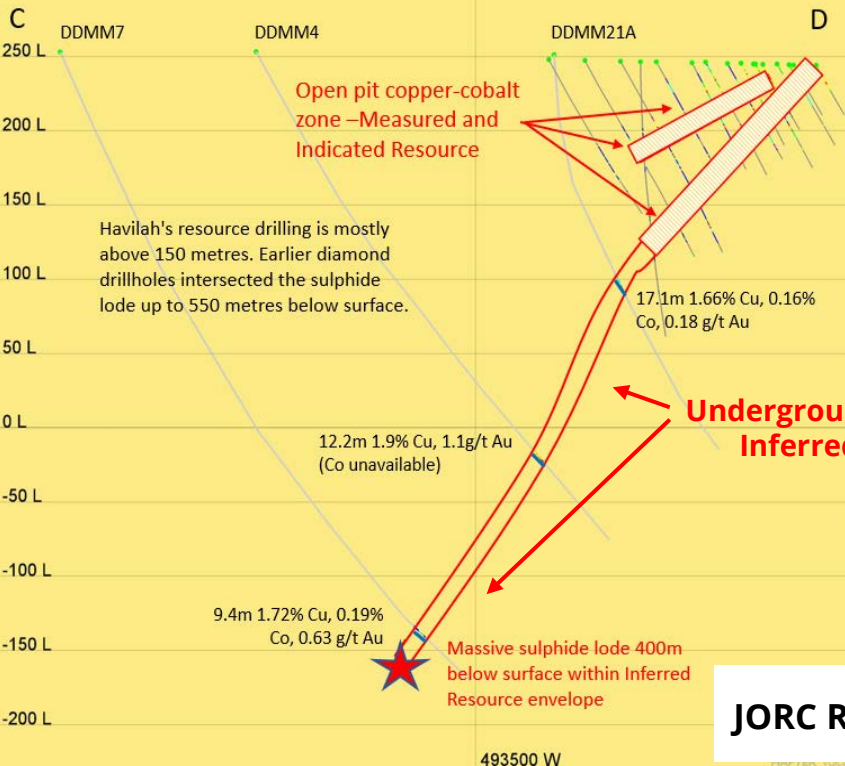 C
D
DDMM7
DDMM4
DDMM21A
250 L
Open pit copper-cobalt
zone –Measured and
Indicated Resource
200 L
150 L
Havilah's resource drilling is mostly
above 150 metres. Earlier diamond
drillholes intersected the sulphide
lode up to 550 metres below surface.
100 L
17.1m 1.66% Cu, 0.16%
Co, 0.18 g/t Au
50 L
Undergrou
Inferred
0 L
12.2m 1.9% Cu, 1.1g/t Au
(Co unavailable)
-50 L
-100 L
9.4m 1.72% Cu, 0.19%
Co, 0.63 g/t Au
-150 L
Massive sulphide lode 400m
below surface within Inferred
Resource envelope
-200 L
JORC R
493500 W